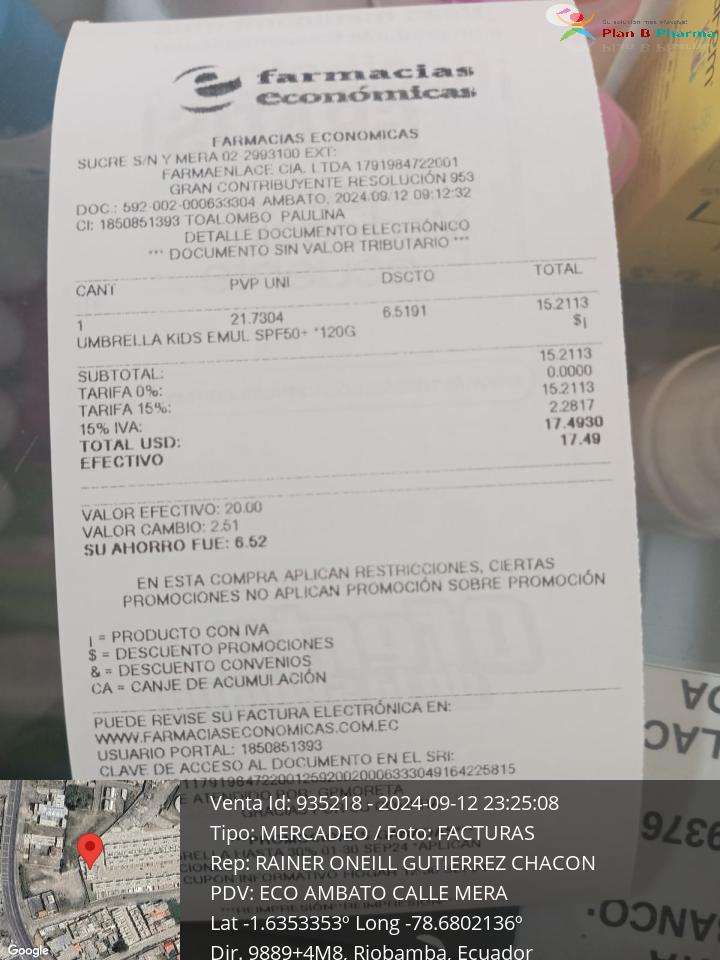 Su solución más efectiva!
Plan B Pharma
farmacias
económicas
FARMACIAS ECONOMICAS
SUCRE S/N Y MERA 02-2993100 EXT:
FARMAENLACE CIA. LTDA 1791984722001
GRAN CONTRIBUYENTE RESOLUCIÓN 953
DOC.: 592-002-000633304 AMBATO, 2024/09/12 09:12:32
CI: 1850851393 TOALOMBO PAULINA
DETALLE DOCUMENTO ELECTRÓNICO
*** DOCUMENTO SIN VALOR TRIBUTARIO ***
CANT PVP UNI DSCTO TOTAL
1 21.7304 6.5191 15.2113
UMBRELLA KIDS EMUL SPF50+ *120G $|
SUBTOTAL: 15.2113
TARIFA 0%: 0.0000
TARIFA 15%: 15.2113
15% IVA: 2.2817
TOTAL USD: 17.4930
EFECTIVO 17.49
VALOR EFECTIVO: 20.00
VALOR CAMBIO: 2.51
SU AHORRO FUE: 6.52
EN ESTA COMPRA APLICAN RESTRICCIONES, CIERTAS
PROMOCIONES NO APLICAN PROMOCIÓN SOBRE PROMOCIÓN
| = PRODUCTO CON IVA
$ = DESCUENTO PROMOCIONES
& = DESCUENTO CONVENIOS
CA = CANJE DE ACUMULACIÓN
PUEDE REVISE SU FACTURA ELECTRÓNICA EN:
WWW.FARMACIASECONOMICAS.COM.EC
USUARIO PORTAL: 1850851393
CLAVE DE ACCESO AL DOCUMENTO EN EL SRI:
ATENDIDO POR: GPMORETA
Venta Id: 935218 - 2024-09-12 23:25:08
Tipo: MERCADEO / Foto: FACTURAS
Rep: RAINER ONEILL GUTIERREZ CHACON
PDV: ECO AMBATO CALLE MERA
Lat -1.6353353º Long -78.6802136º
Dir. 9889+4M8, Riobamba, Ecuador
Google
9376